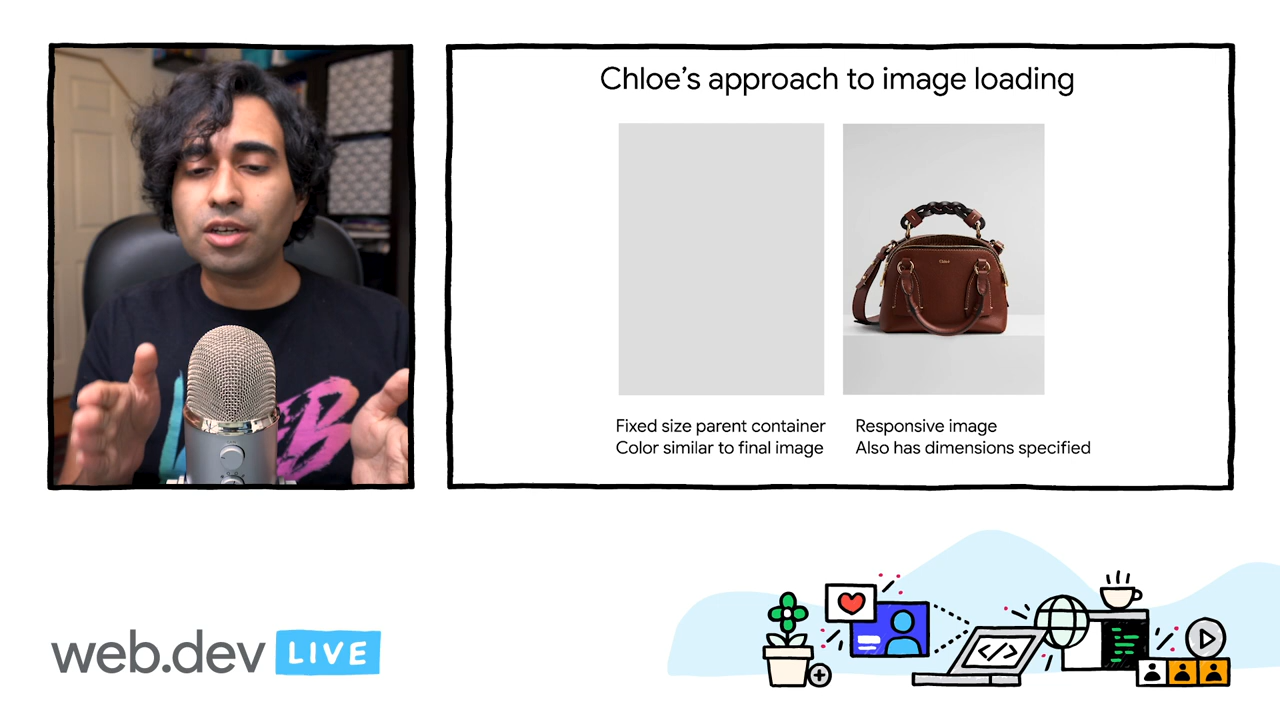 Chloe’s approach to image loading
Fixed size parent container
Color similar to final image
Responsive image
Also has dimensions specified
Chloé
web.dev LIVE
</>